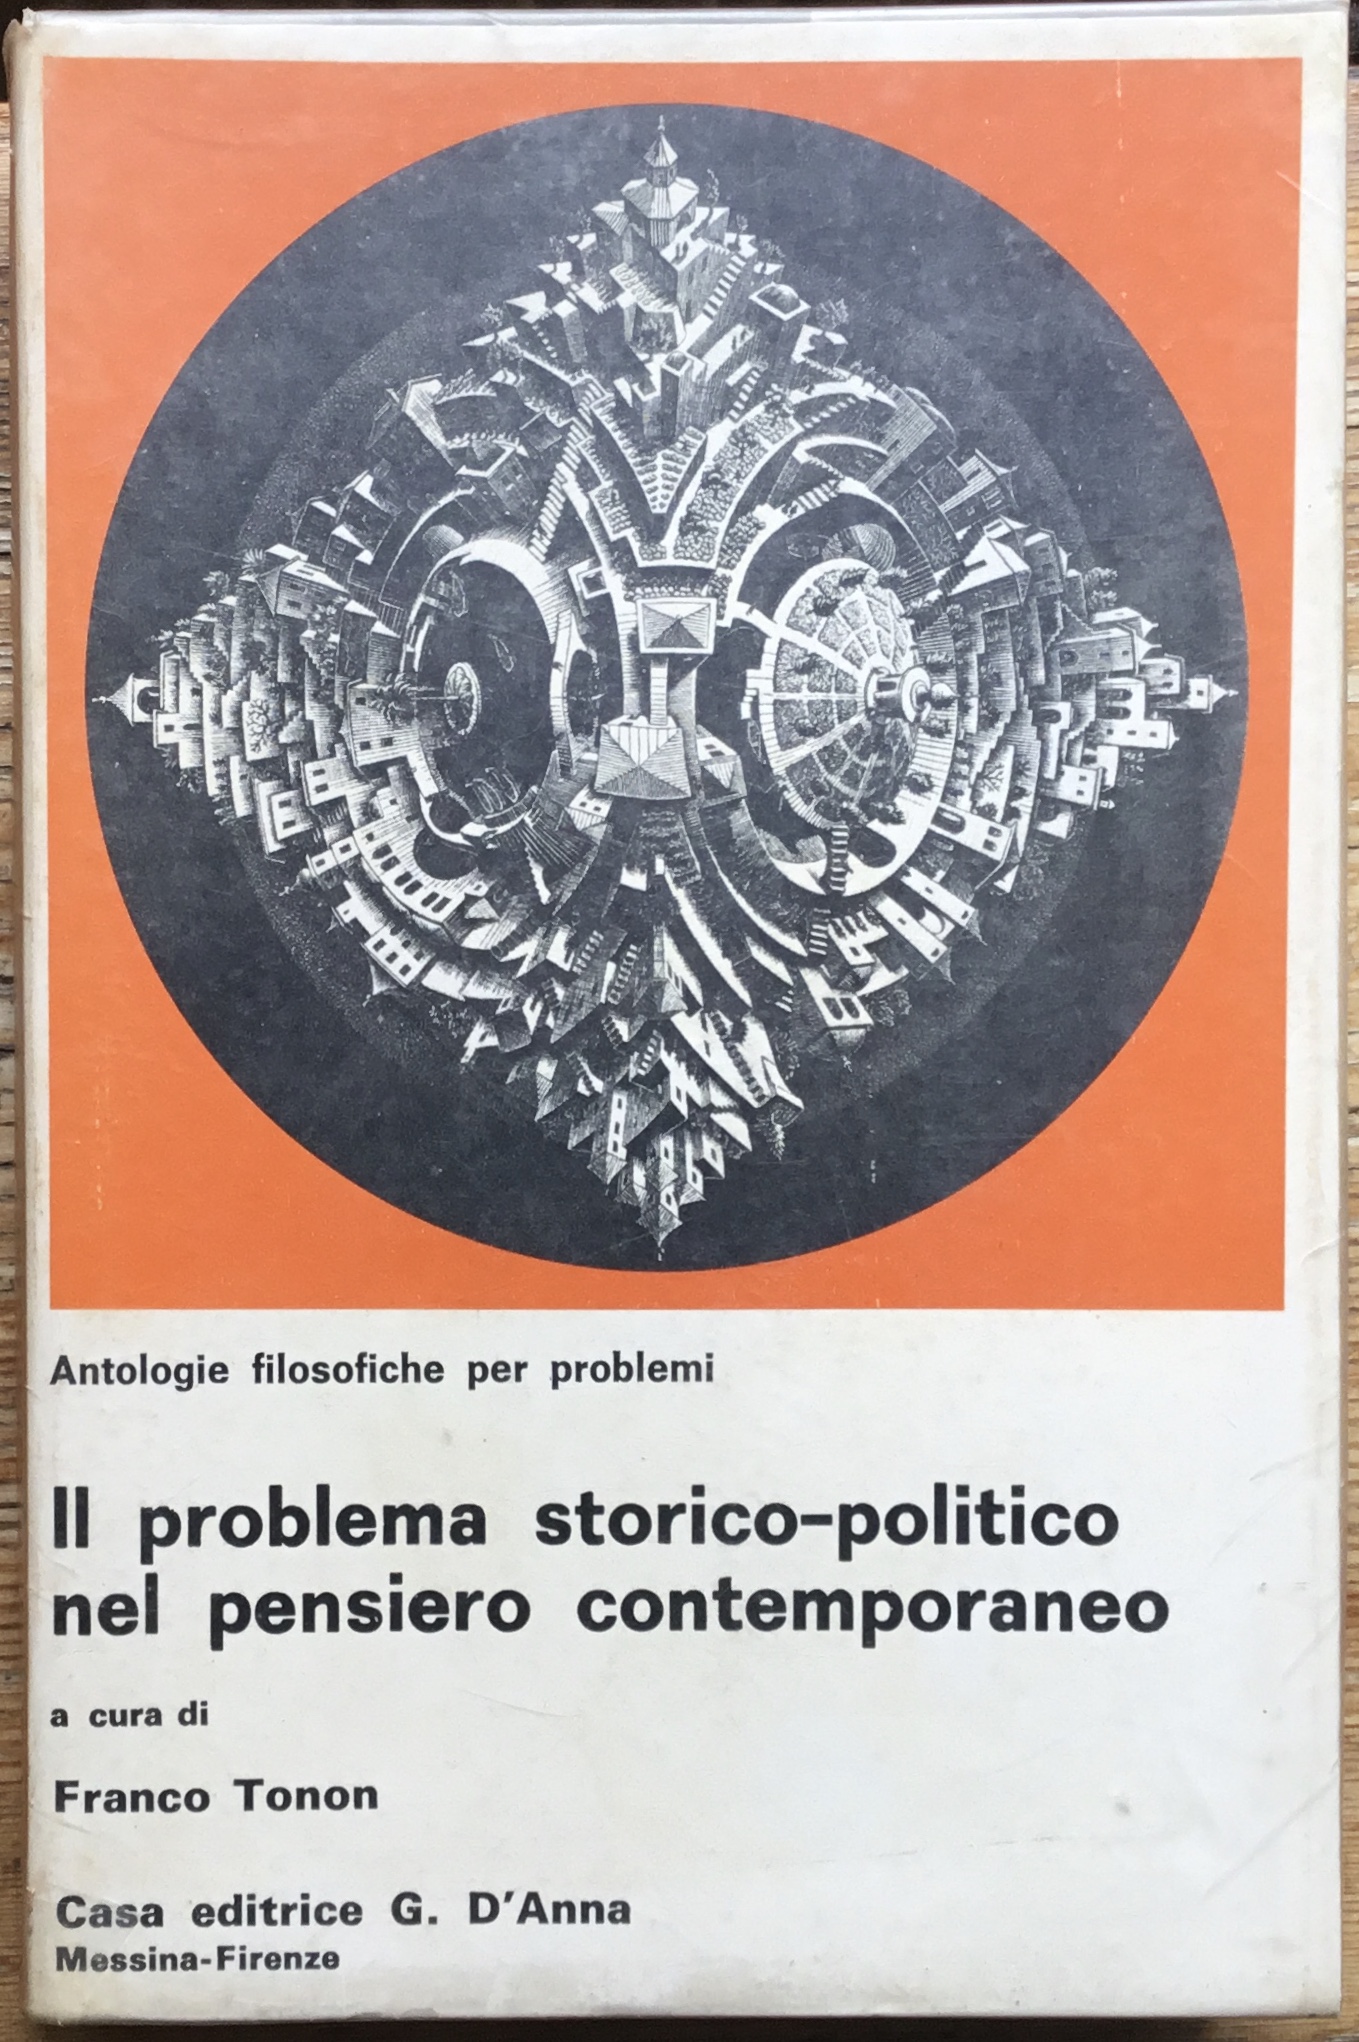 Antologie filosofiche per problemi
Il problema storico-politico
nel pensiero contemporaneo
a cura di
Franco Tonon
Casa editrice G. D'Anna
Messina-Firenze